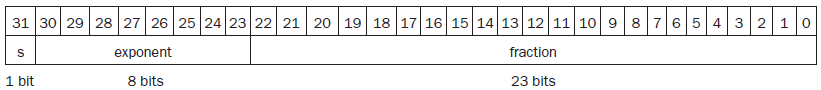 31 30 29 28 27 26 25 24 23 22 21 20 19 18 17 16 15 14 13 12 11 10 9 8 7 6 5 4 3 2 1 0
s exponent fraction
1 bit 8 bits 23 bits